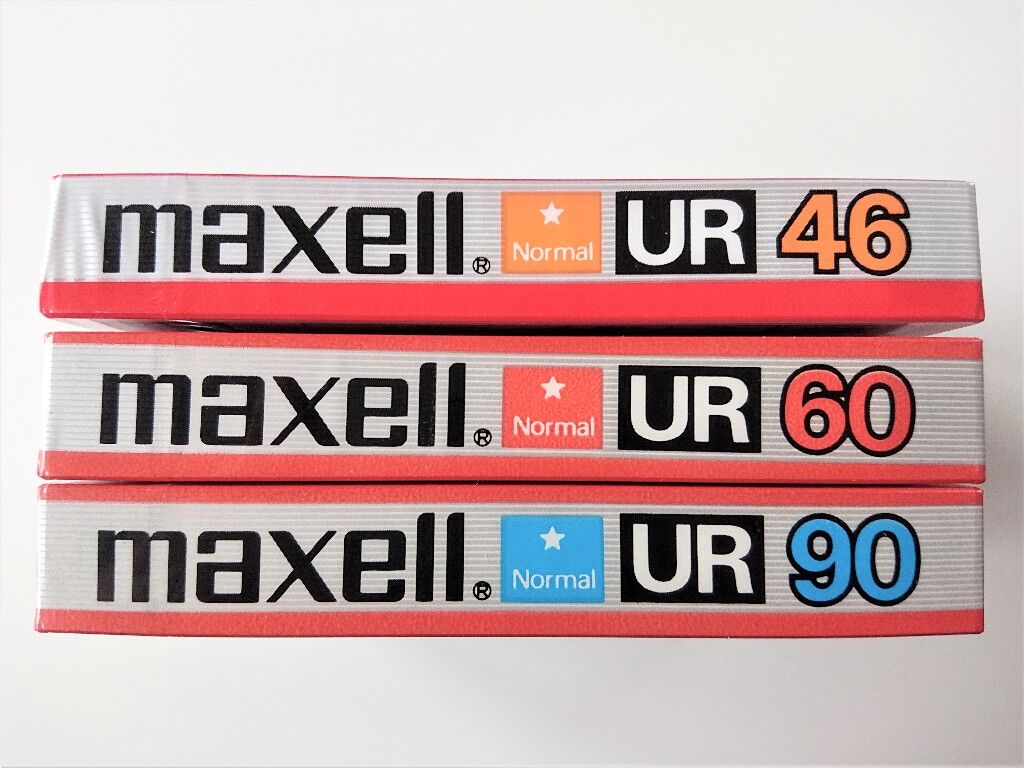 maxell® ★ Normal UR 46
maxell® ★ Normal UR 60
maxell® ★ Normal UR 90